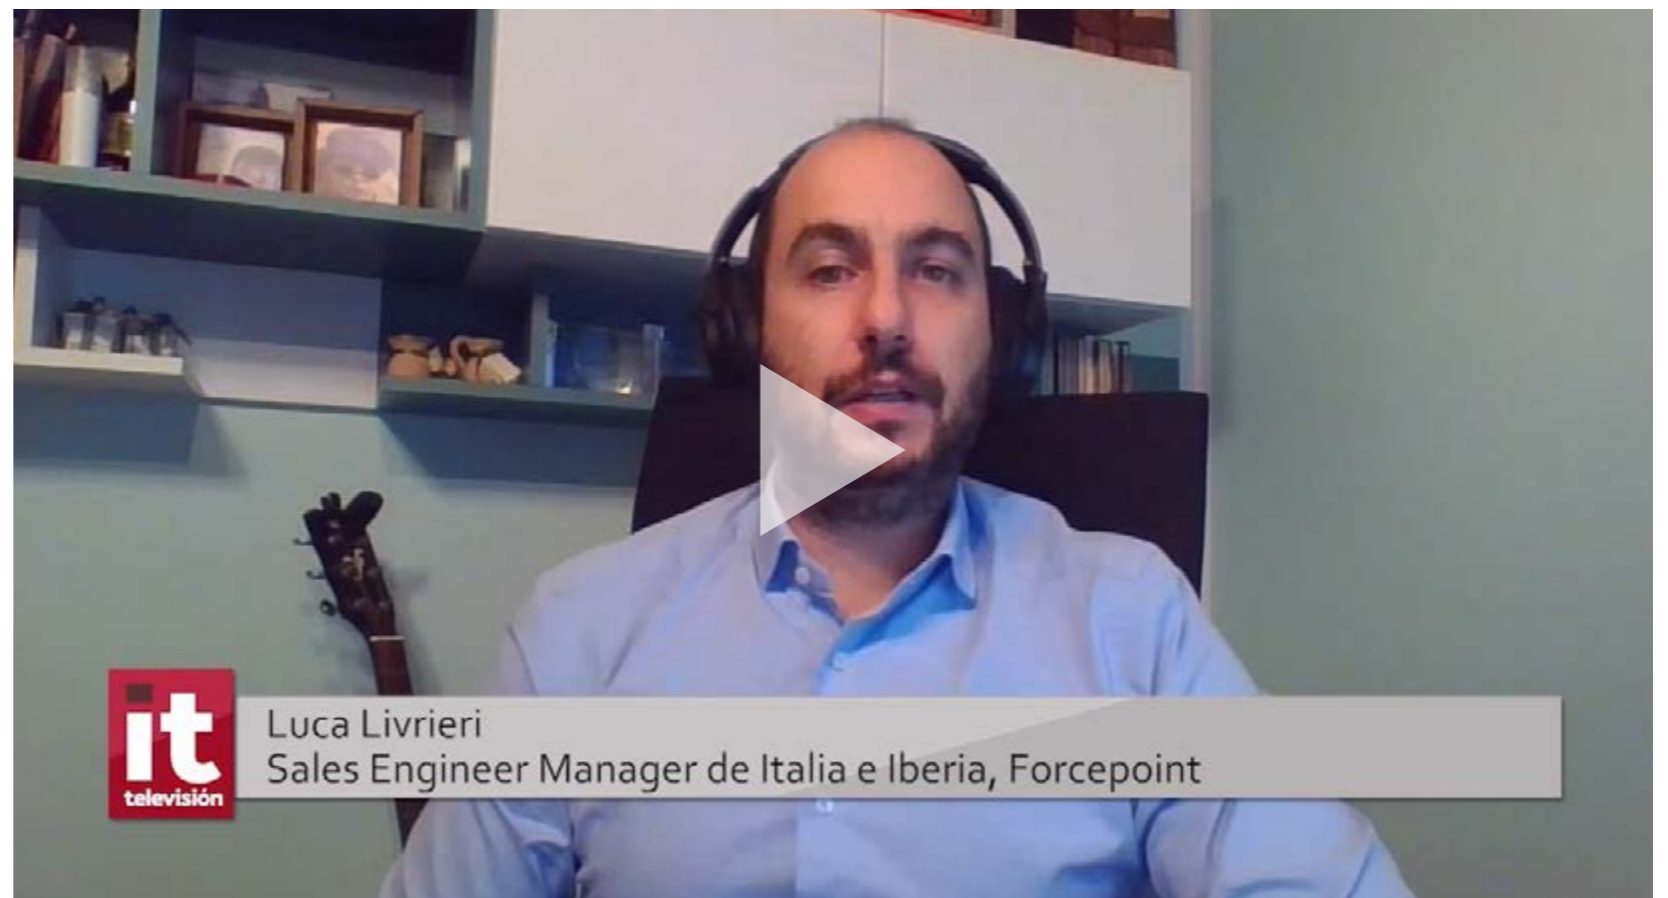 Luca Livrieri
Sales Engineer Manager de Italia e Iberia, Forcepoint
it
televisión